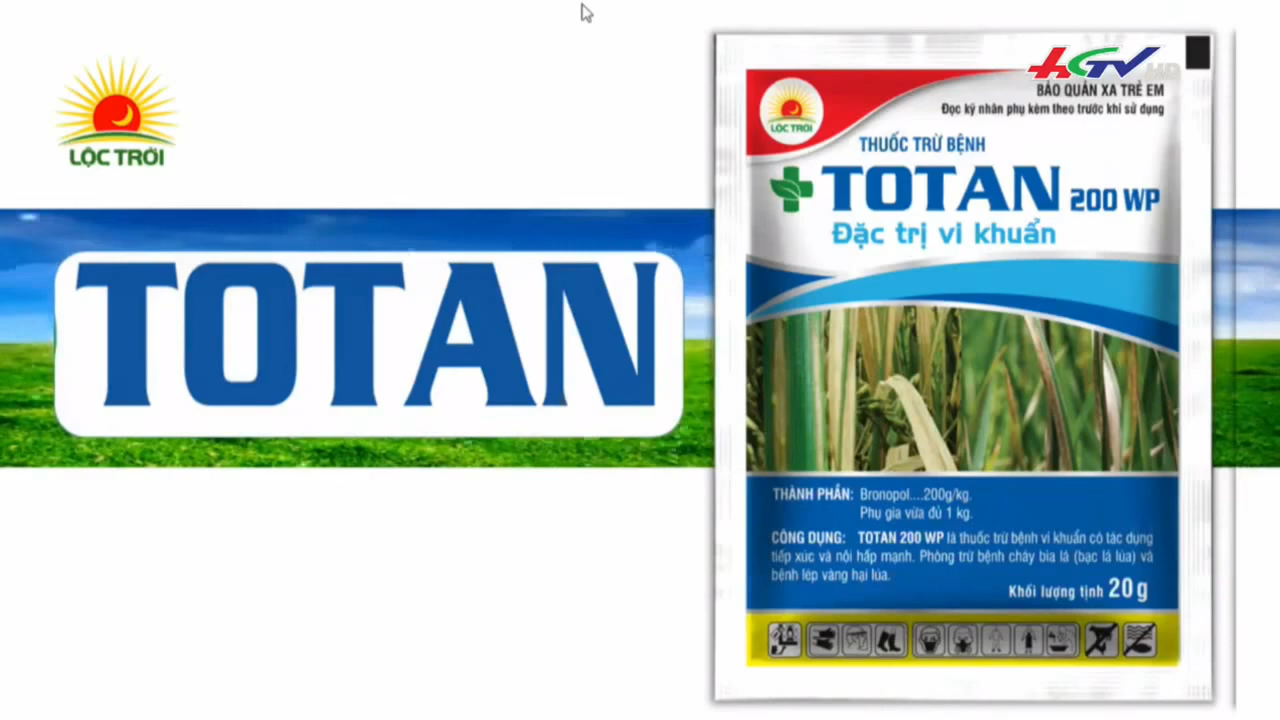 LỘC TRỜI
TOTAN
HGTV HD
BẢO QUẢN XA TRẺ EM
Đọc kỹ nhãn phụ kèm theo trước khi sử dụng
LỘC TRỜI
THUỐC TRỪ BỆNH
TOTAN 200 WP
Đặc trị vi khuẩn
THÀNH PHẦN: Bronopol....200g/kg.
Phụ gia vừa đủ 1 kg.
CÔNG DỤNG: TOTAN 200 WP là thuốc trừ bệnh vi khuẩn có tác dụng
tiếp xúc và nội hấp mạnh. Phòng trừ bệnh cháy bìa lá (bạc lá lúa) và
bệnh lép vàng hại lúa.
Khối lượng tịnh 20 g